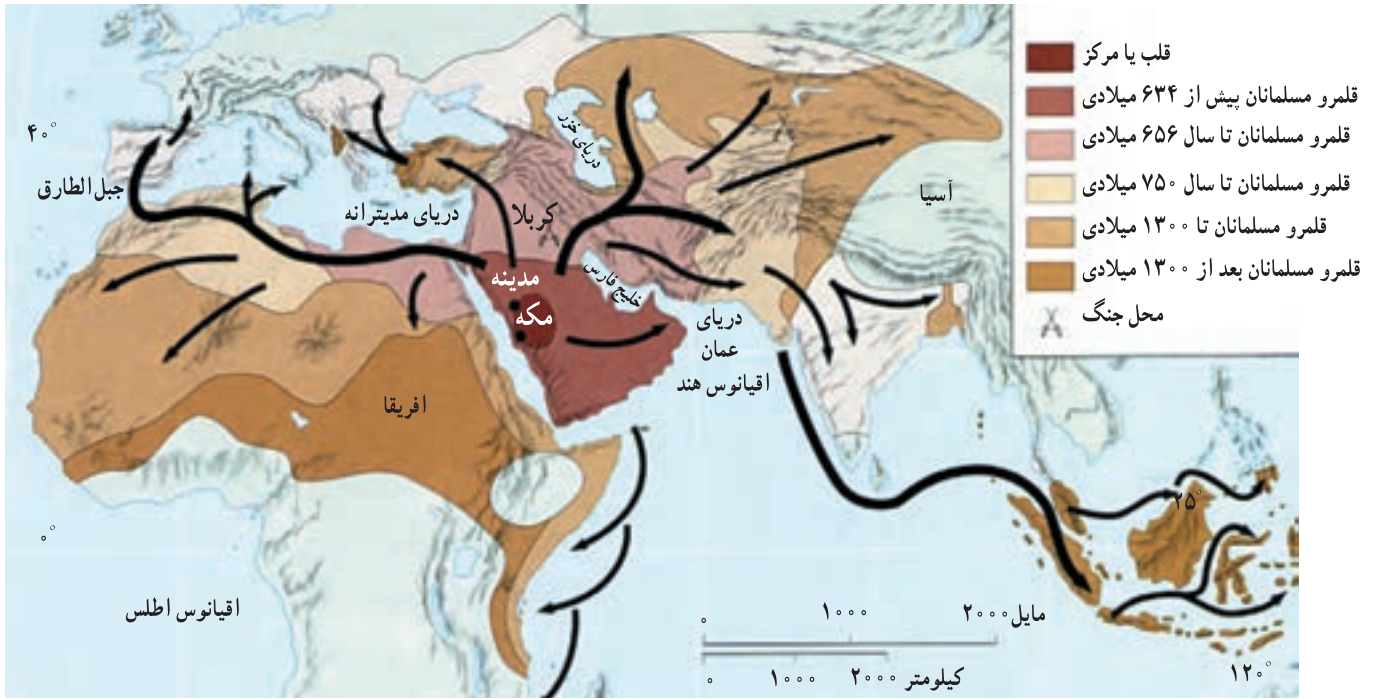 قلب یا مرکز
قلمرو مسلمانان پیش از ۶۳۴ میلادی
قلمرو مسلمانان تا سال ۶۵۶ میلادی
قلمرو مسلمانان تا سال ۷۵۰ میلادی
قلمرو مسلمانان تا ۱۳۰۰ میلادی
قلمرو مسلمانان بعد از ۱۳۰۰ میلادی
محل جنگ
۴۰°
دریای خزر
آسیا
جبل الطارق
دریای مدیترانه
کربلا
مدینه
مکه
خلیج فارس
دریای
عمان
اقیانوس هند
افریقا
۲۵°
۰°
اقیانوس اطلس
۰ ۱۰۰۰ ۲۰۰۰ مایل
۰ ۱۰۰۰ ۲۰۰۰ کیلومتر
۱۲۰°